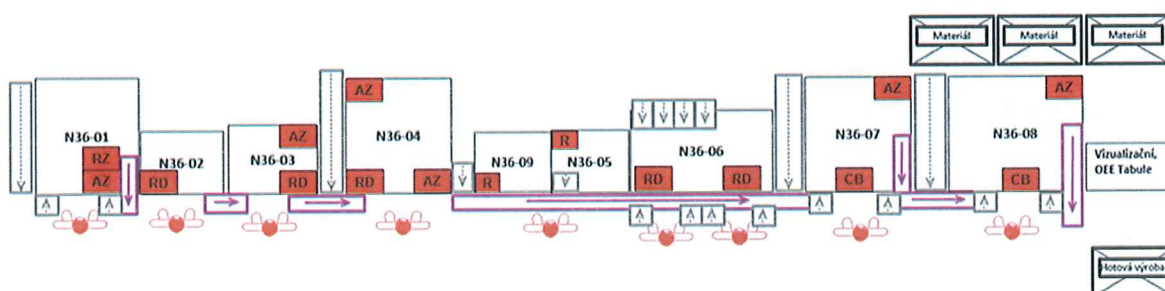 Materiál
Materiál
Materiál
N36-01
RZ
AZ
N36-02
RD
AZ
N36-03
RD
AZ
N36-04
RD
AZ
N36-09
R
R
N36-05
N36-06
RD
RD
AZ
N36-07
CB
AZ
N36-08
CB
Vizualizační,
OEE Tabule
Hotová výroba